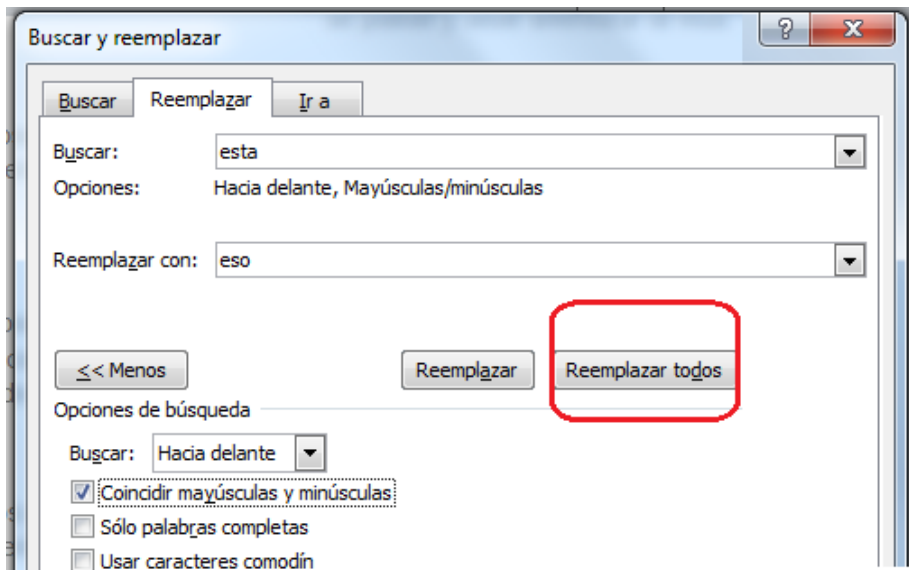 Buscar y reemplazar
Buscar Reemplazar Ir a
Buscar: esta
Opciones: Hacia delante, Mayúsculas/minúsculas
Reemplazar con: eso
<< Menos Reemplazar Reemplazar todos
Opciones de búsqueda
Buscar: Hacia delante
Coincidir mayúsculas y minúsculas
Sólo palabras completas
Usar caracteres comodín